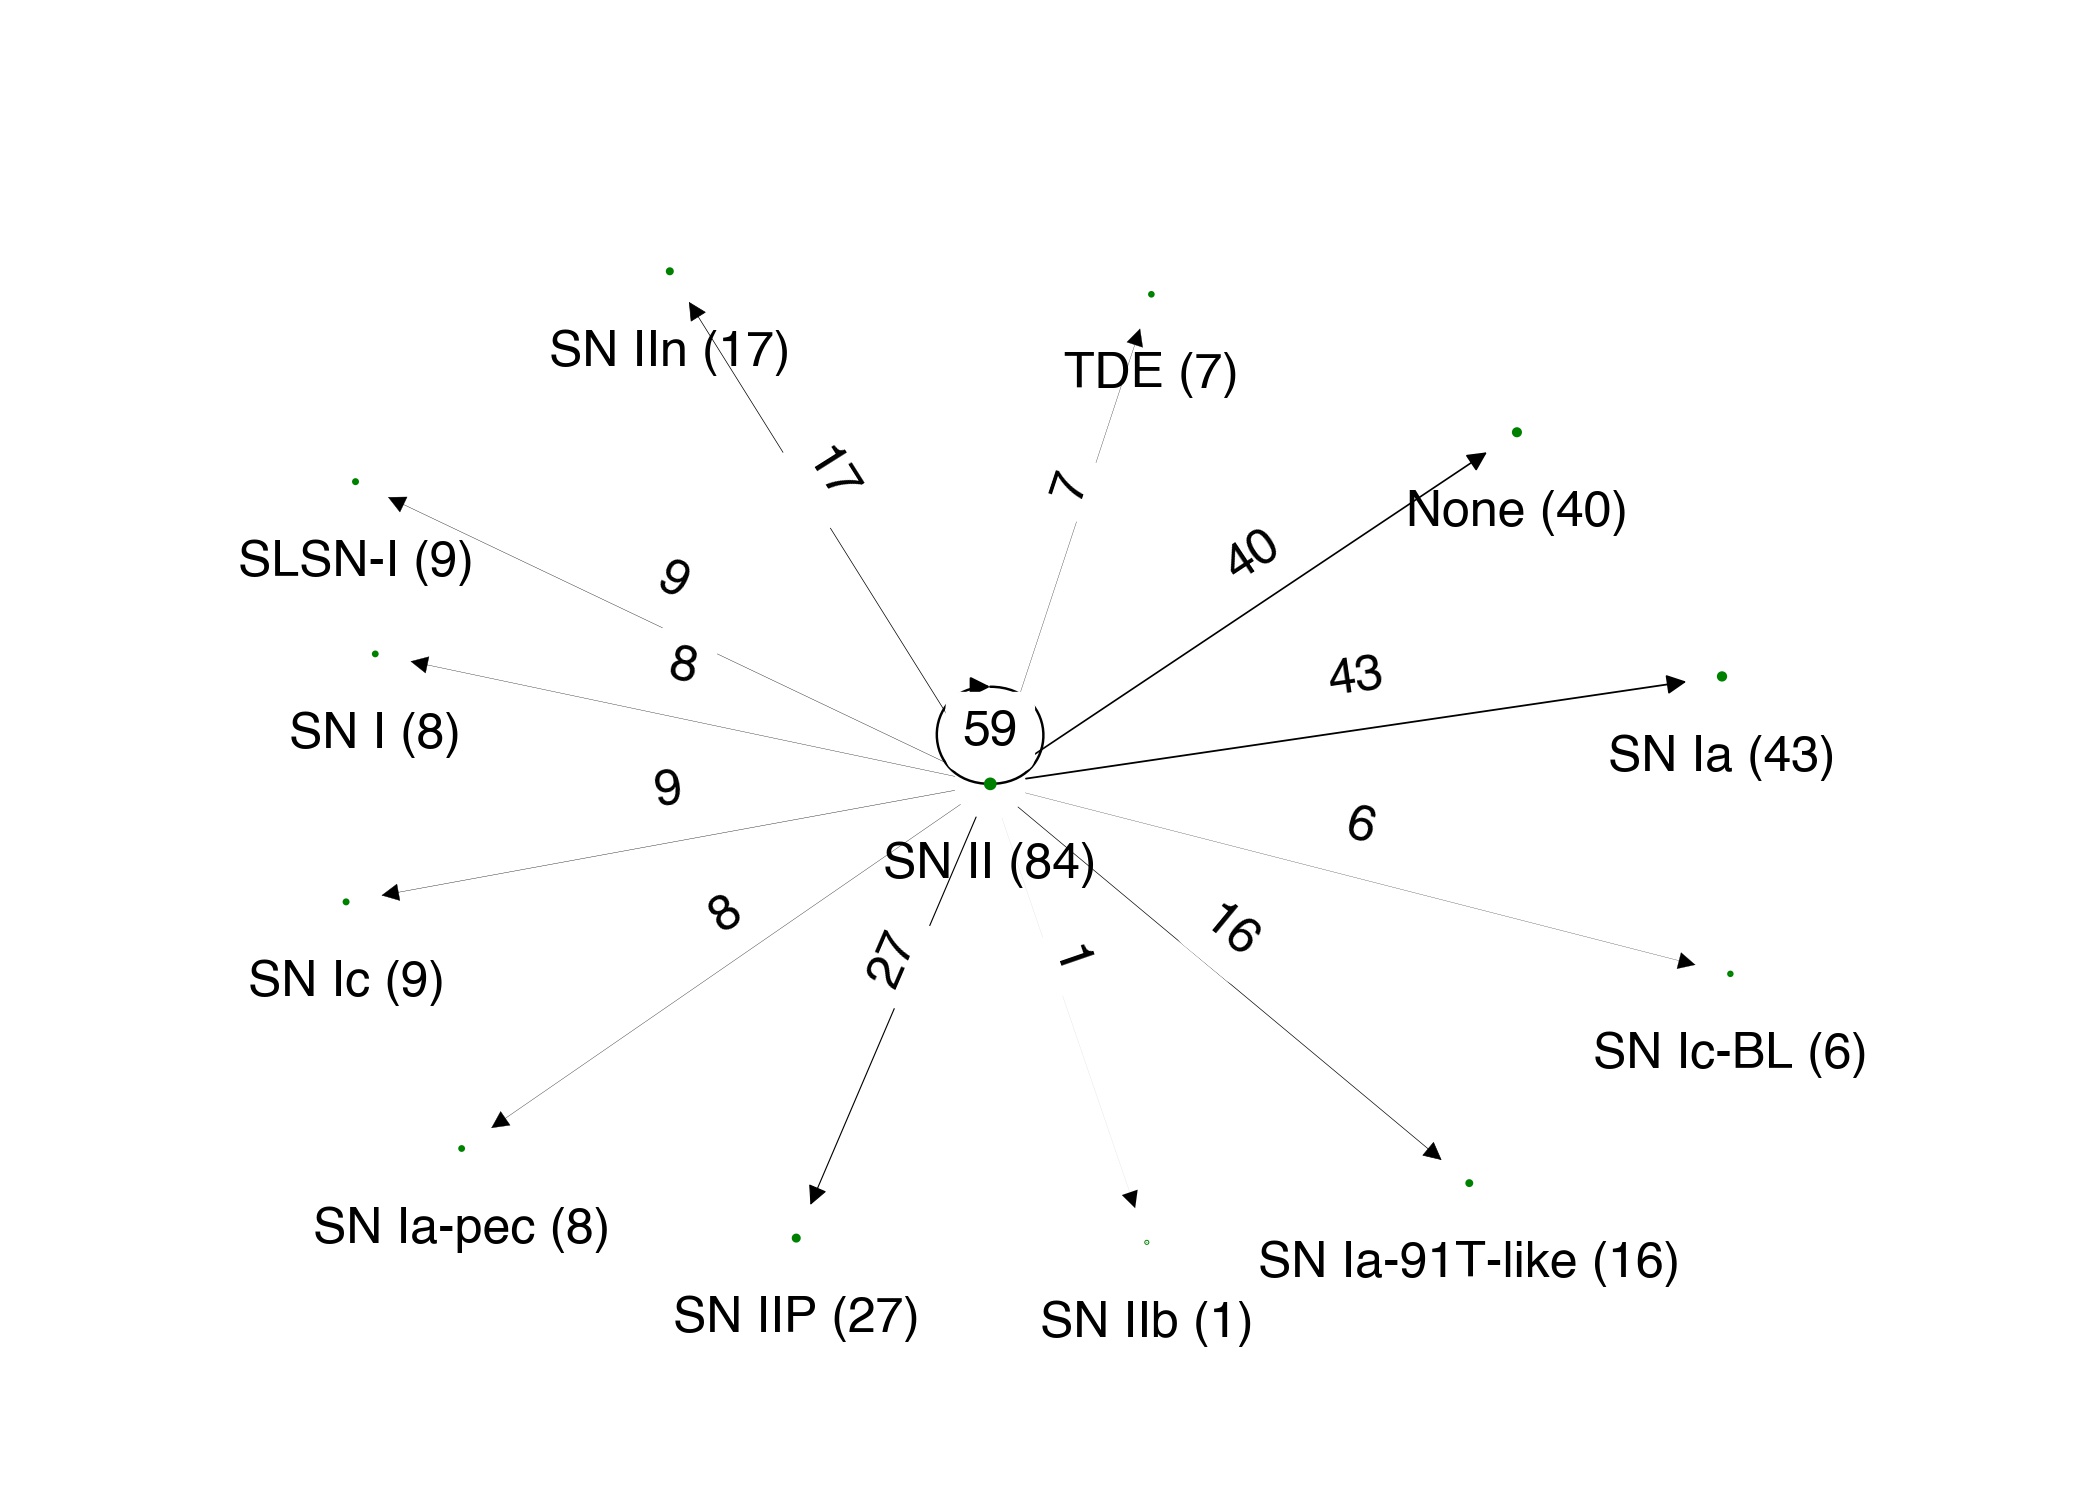 SN IIn (17)
TDE (7)
17
7
None (40)
40
SLSN-I (9)
9
8
43
SN I (8)
59
SN Ia (43)
9
6
SN II (84)
8
16
27
1
SN Ic (9)
SN Ic-BL (6)
SN Ia-pec (8)
SN Ia-91T-like (16)
SN IIP (27)
SN IIb (1)